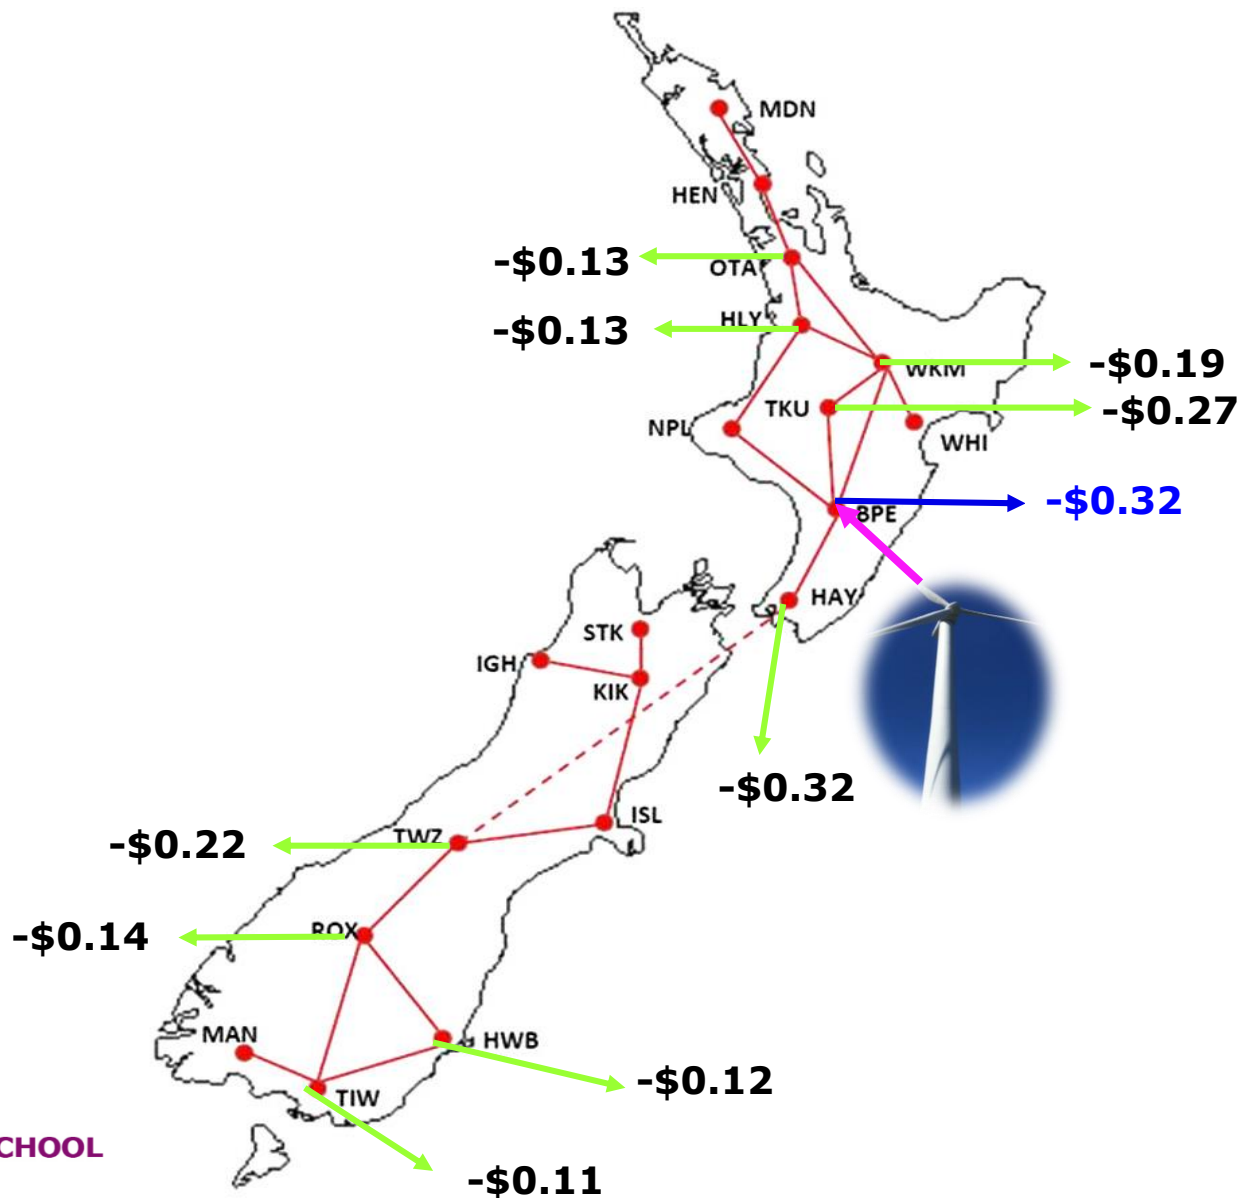 MDN
HEN
-$0.13
OTA
HLY
-$0.13
WKM
-$0.19
TKU
-$0.27
NPL
WHI
-$0.32
BPE
HAY
STK
IGH
KIK
-$0.32
ISL
TWZ
-$0.22
ROX
-$0.14
MAN
HWB
-$0.12
TIW
CHOOL
-$0.11